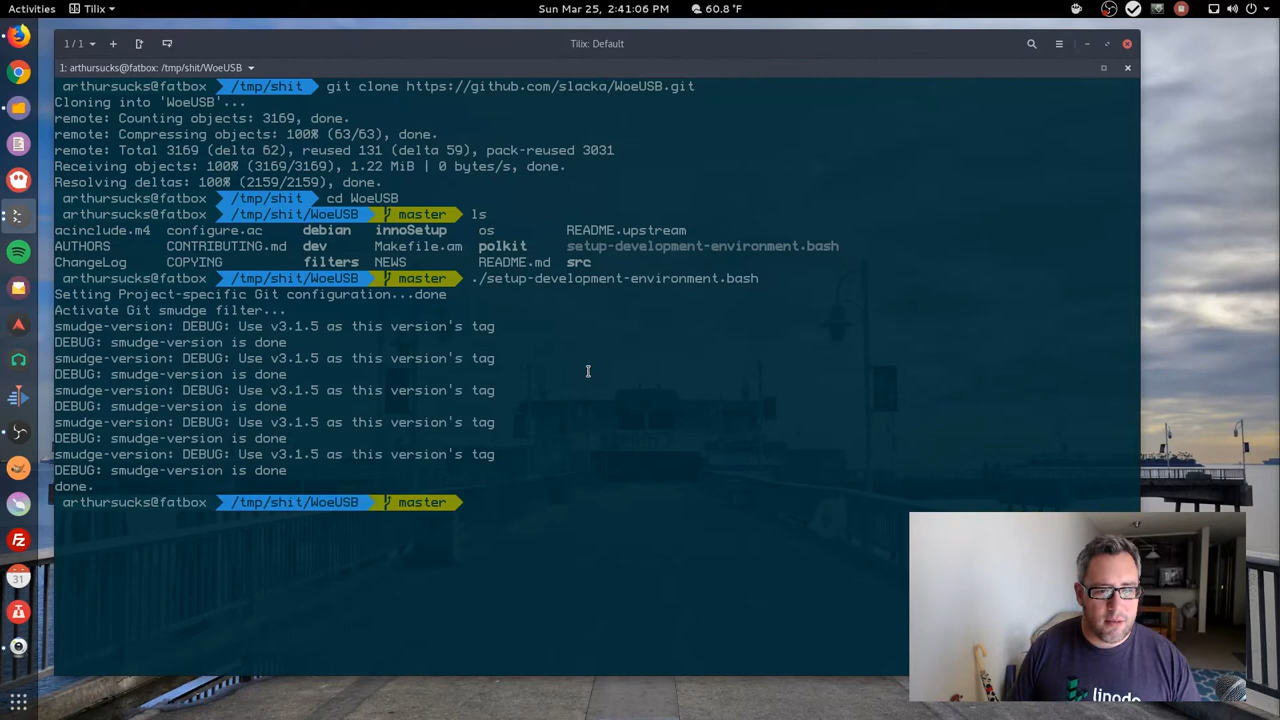 Activities Tilix Sun Mar 25, 2:41:06 PM 60.8 °F
1 / 1 Tilix: Default
1: arthursucks@fatbox: /tmp/shit/WoeUSB
arthursucks@fatbox /tmp/shit git clone https://github.com/slacka/WoeUSB.git
Cloning into 'WoeUSB'...
remote: Counting objects: 3169, done.
remote: Compressing objects: 100% (63/63), done.
remote: Total 3169 (delta 62), reused 131 (delta 59), pack-reused 3031
Receiving objects: 100% (3169/3169), 1.22 MiB | 0 bytes/s, done.
Resolving deltas: 100% (2159/2159), done.
arthursucks@fatbox /tmp/shit cd WoeUSB
arthursucks@fatbox /tmp/shit/WoeUSB master ls
acinclude.m4 configure.ac debian innoSetup os README.upstream
AUTHORS CONTRIBUTING.md dev Makefile.am polkit setup-development-environment.bash
ChangeLog COPYING filters NEWS README.md src
arthursucks@fatbox /tmp/shit/WoeUSB master ./setup-development-environment.bash
Setting Project-specific Git configuration...done
Activate Git smudge filter...
smudge-version: DEBUG: Use v3.1.5 as this version's tag
DEBUG: smudge-version is done
smudge-version: DEBUG: Use v3.1.5 as this version's tag
DEBUG: smudge-version is done
smudge-version: DEBUG: Use v3.1.5 as this version's tag
DEBUG: smudge-version is done
smudge-version: DEBUG: Use v3.1.5 as this version's tag
DEBUG: smudge-version is done
smudge-version: DEBUG: Use v3.1.5 as this version's tag
DEBUG: smudge-version is done
done.
arthursucks@fatbox /tmp/shit/WoeUSB master
Fz
31
linode